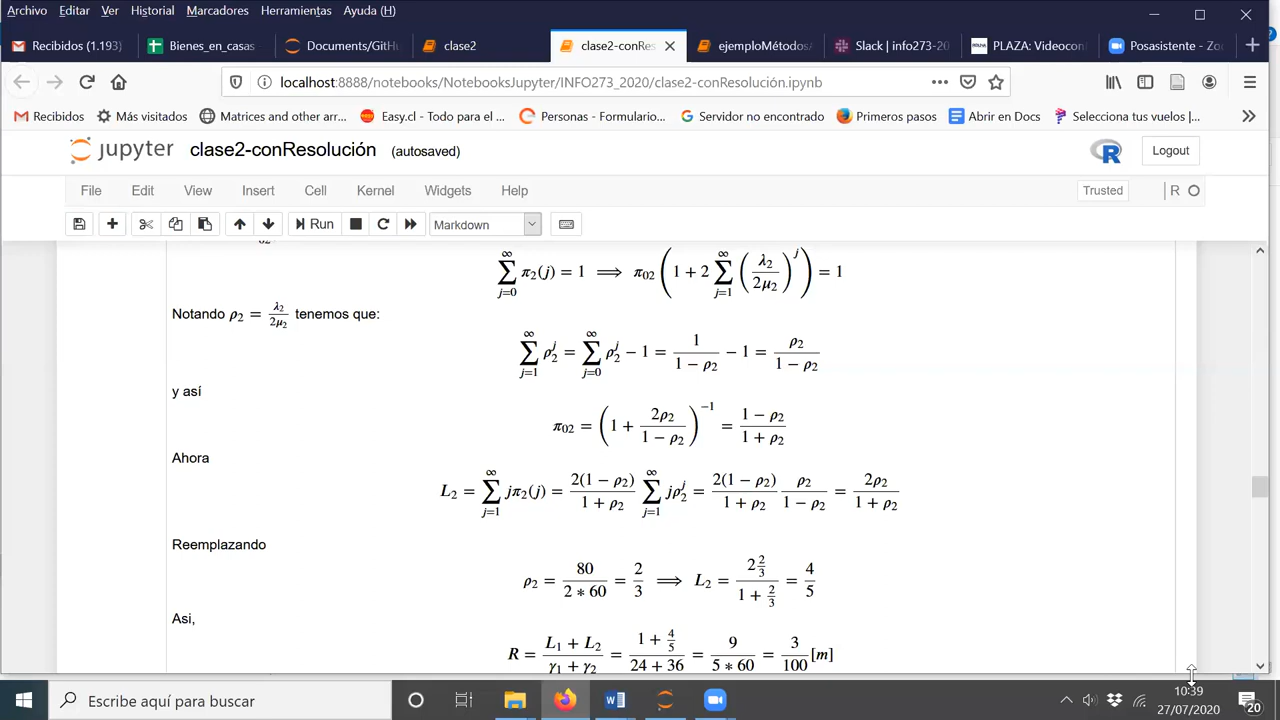 Archivo Editar Ver Historial Marcadores Herramientas Ayuda (H)
Recibidos (1.193) Bienes_en_casas Documents/GitHu clase2 clase2-conRes ejemploMétodos/ Slack | info273-20 PLAZA: Videocon Posasistente - Zoo
localhost:8888/notebooks/NotebooksJupyter/INFO273_2020/clase2-conResolución.ipynb
Recibidos Más visitados Matrices and other arr... Easy.cl - Todo para el ... Personas - Formulario... Servidor no encontrado Primeros pasos Abrir en Docs Selecciona tus vuelos |...
jupyter clase2-conResolución (autosaved) Logout
File Edit View Insert Cell Kernel Widgets Help Trusted R
Run Markdown
∑_{j=0}^{∞} π₂(j) = 1 ⟹ π₀₂ (1 + 2 ∑_{j=1}^{∞} (λ₂/2μ₂)^j) = 1
Notando ρ₂ = λ₂/2μ₂ tenemos que:
∑_{j=1}^{∞} ρ₂^j = ∑_{j=0}^{∞} ρ₂^j − 1 = 1/(1 − ρ₂) − 1 = ρ₂/(1 − ρ₂)
y así
π₀₂ = (1 + 2ρ₂/(1 − ρ₂))^{−1} = (1 − ρ₂)/(1 + ρ₂)
Ahora
L₂ = ∑_{j=1}^{∞} jπ₂(j) = 2(1 − ρ₂)/(1 + ρ₂) ∑_{j=1}^{∞} jρ₂^j = 2(1 − ρ₂)/(1 + ρ₂) ρ₂/(1 − ρ₂) = 2ρ₂/(1 + ρ₂)
Reemplazando
ρ₂ = 80/(2 * 60) = 2/3 ⟹ L₂ = (2 2/3)/(1 + 2/3) = 4/5
Asi,
R = (L₁ + L₂)/(γ₁ + γ₂) = (1 + 4/5)/(24 + 36) = 9/(5 * 60) = 3/100 [m]
Escribe aquí para buscar
10:39
27/07/2020
20